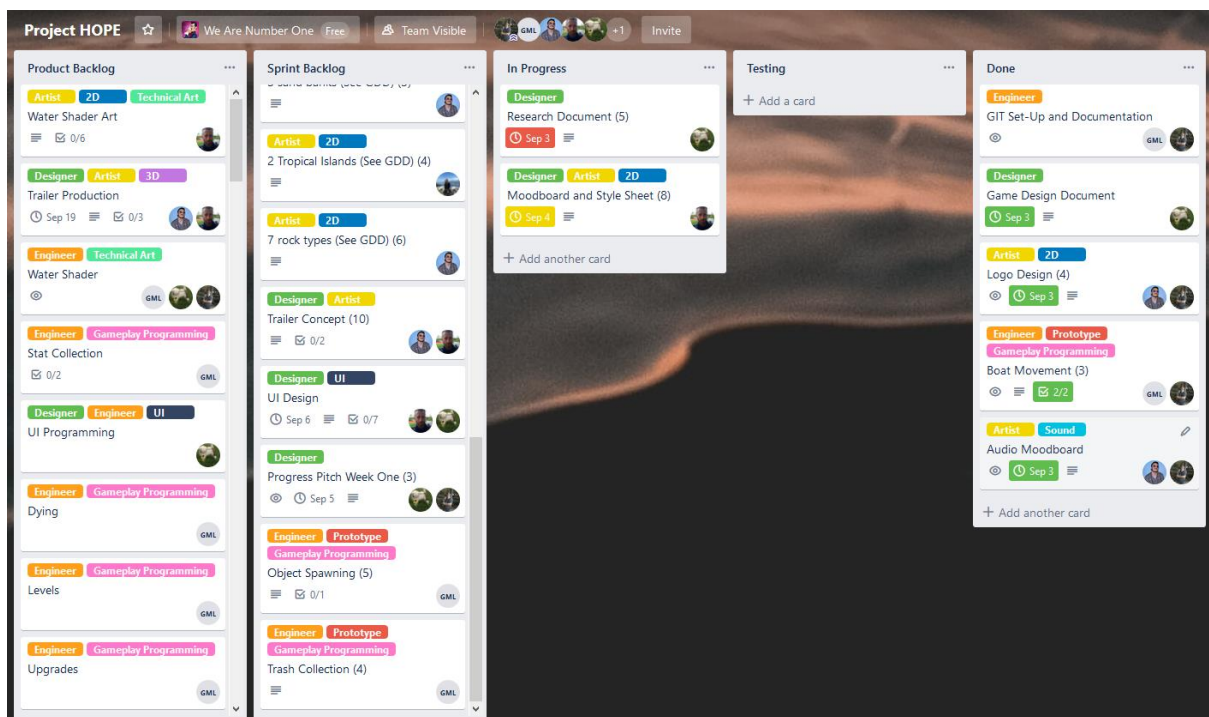 Project HOPE We Are Number One Free Team Visible GML +1 Invite
Product Backlog
Artist 2D Technical Art
Water Shader Art
0/6
Designer Artist 3D
Trailer Production
Sep 19 0/3
Engineer Technical Art
Water Shader
GML
Engineer Gameplay Programming
Stat Collection
0/2 GML
Designer Engineer UI
UI Programming
Engineer Gameplay Programming
Dying
GML
Engineer Gameplay Programming
Levels
GML
Engineer Gameplay Programming
Upgrades
GML
Sprint Backlog
Artist 2D
2 Tropical Islands (See GDD) (4)
Artist 2D
7 rock types (See GDD) (6)
Designer Artist
Trailer Concept (10)
0/2
Designer UI
UI Design
Sep 6 0/7
Designer
Progress Pitch Week One (3)
Sep 5
Engineer Prototype
Gameplay Programming
Object Spawning (5)
0/1 GML
Engineer Prototype
Gameplay Programming
Trash Collection (4)
GML
In Progress
Designer
Research Document (5)
Sep 3
Designer Artist 2D
Moodboard and Style Sheet (8)
Sep 4
+ Add another card
Testing
+ Add a card
Done
Engineer
GIT Set-Up and Documentation
GML
Designer
Game Design Document
Sep 3
Artist 2D
Logo Design (4)
Sep 3
Engineer Prototype
Gameplay Programming
Boat Movement (3)
2/2 GML
Artist Sound
Audio Moodboard
Sep 3
+ Add another card